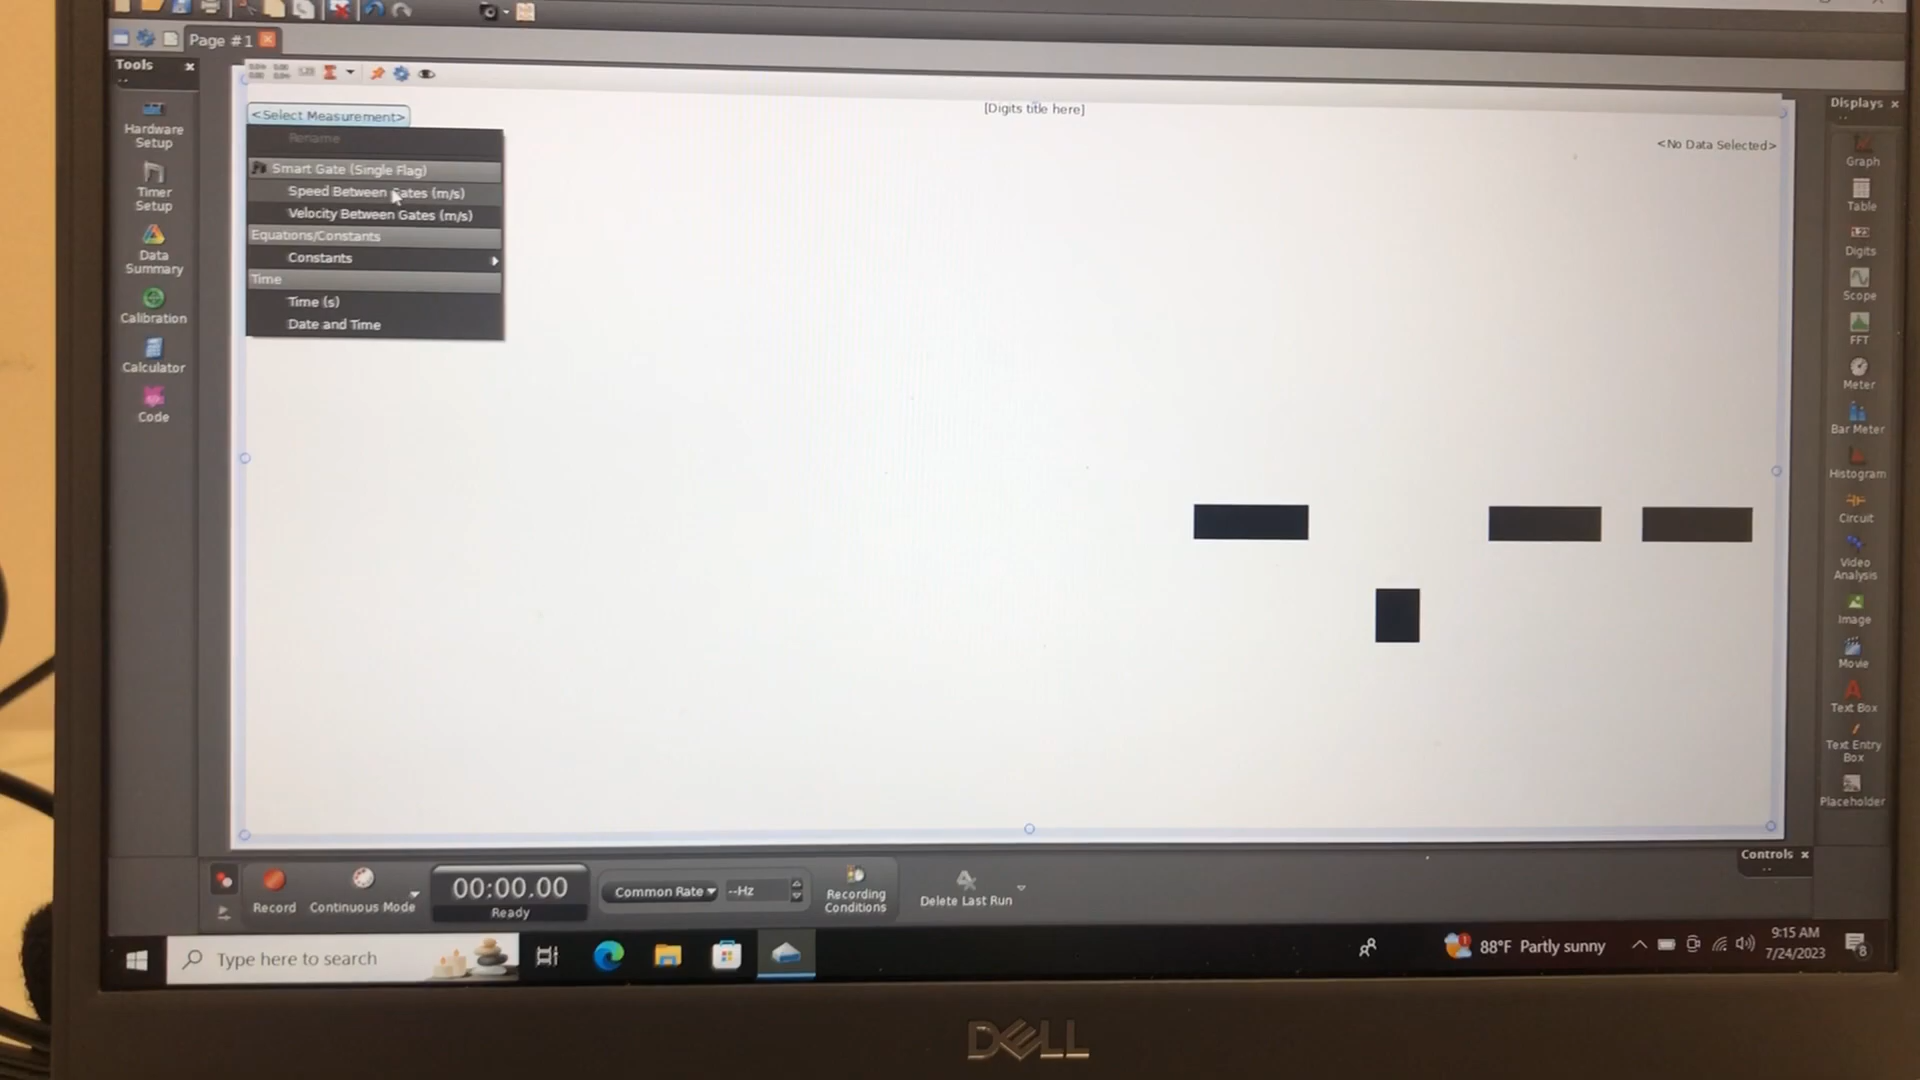 Page #1
Tools
<Select Measurement>
[Digits title here]
<No Data Selected>
Displays
Rename
Smart Gate (Single Flag)
Speed Between Gates (m/s)
Velocity Between Gates (m/s)
Equations/Constants
Constants
Time
Time (s)
Date and Time
Hardware
Setup
Timer
Setup
Data
Summary
Calibration
Calculator
Code
Graph
Table
Digits
Scope
FFT
Meter
Bar Meter
Histogram
Circuit
Video
Analysis
Image
Movie
Text Box
Text Entry
Box
Placeholder
Controls
Record
Continuous Mode
00:00.00
Ready
Common Rate
--Hz
Recording
Conditions
Delete Last Run
Type here to search
88°F Partly sunny
9:15 AM
7/24/2023
8
DELL